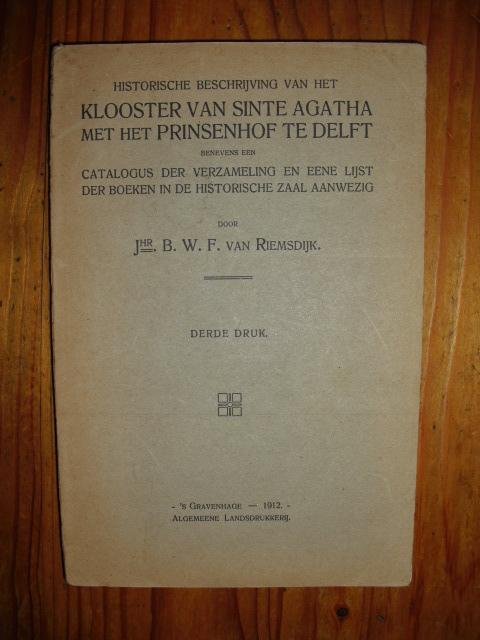 HISTORISCHE BESCHRIJVING VAN HET
KLOOSTER VAN SINTE AGATHA
MET HET PRINSENHOF TE DELFT
BENEVENS EEN
CATALOGUS DER VERZAMELING EN EENE LIJST
DER BOEKEN IN DE HISTORISCHE ZAAL AANWEZIG
DOOR
JHR. B. W. F. VAN RIEMSDIJK.
DERDE DRUK.
- 'S GRAVENHAGE — 1912. -
ALGEMEENE LANDSDRUKKERIJ.